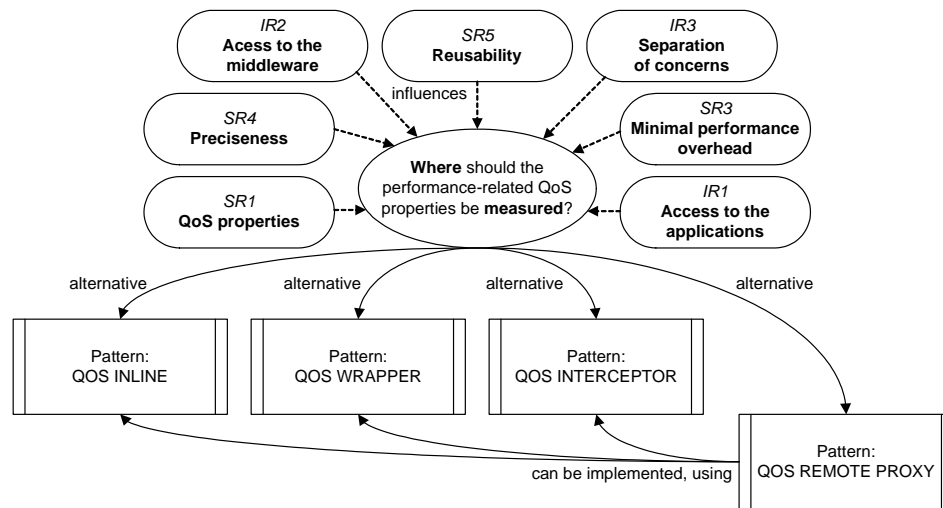 IR2
Acess to the
middleware
SR5
Reusability
IR3
Separation
of concerns
influences
SR4
Preciseness
SR3
Minimal performance
overhead
Where should the
performance-related QoS
properties be measured?
SR1
QoS properties
IR1
Access to the
applications
alternative
alternative
alternative
alternative
Pattern:
QOS INLINE
Pattern:
QOS WRAPPER
Pattern:
QOS INTERCEPTOR
Pattern:
QOS REMOTE PROXY
can be implemented, using